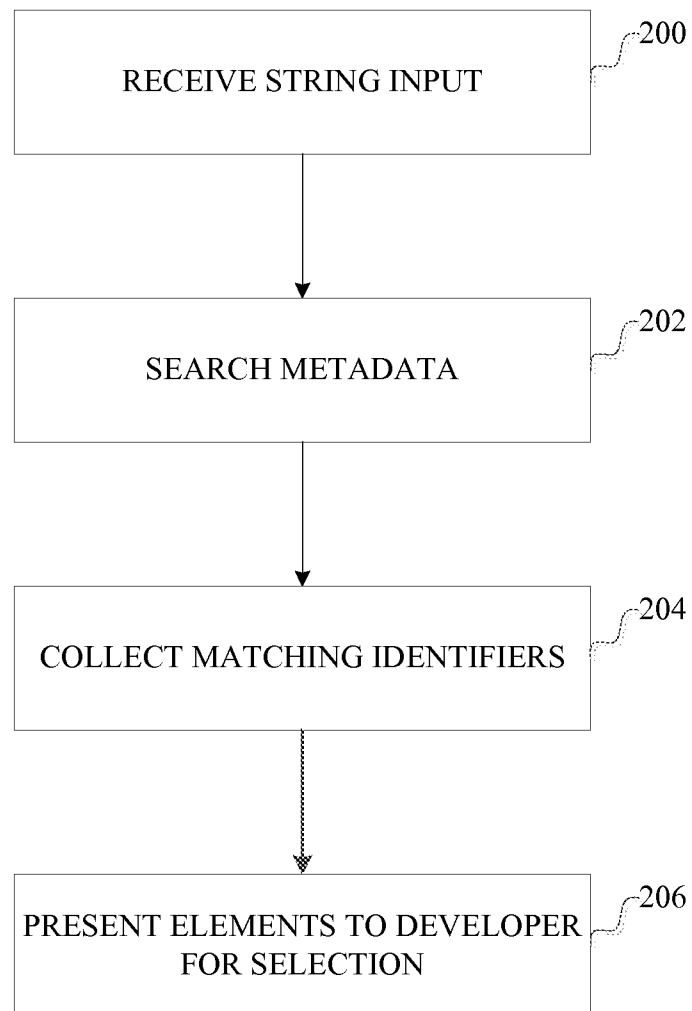 200
RECEIVE STRING INPUT
202
SEARCH METADATA
204
COLLECT MATCHING IDENTIFIERS
206
PRESENT ELEMENTS TO DEVELOPER
FOR SELECTION